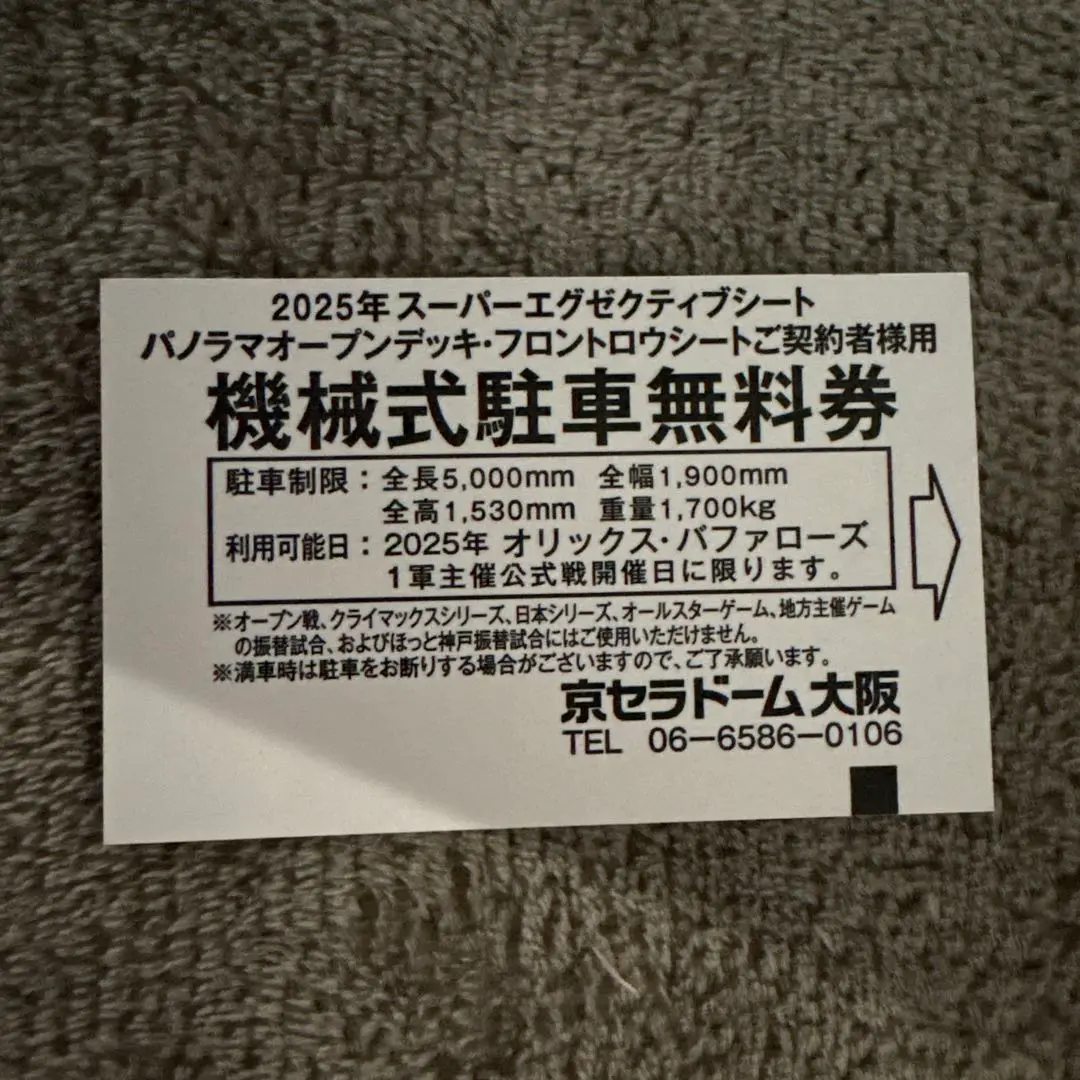 2025年 スーパーエグゼクティブシート
パノラマオープンデッキ・フロントロウシートご契約者様用
機械式駐車無料券
駐車制限：全長5,000mm 全幅1,900mm
全高1,530mm 重量1,700kg
利用可能日：2025年 オリックス・バファローズ
1軍主催公式戦開催日に限ります。
※オープン戦、クライマックスシリーズ、日本シリーズ、オールスターゲーム、地方主催ゲーム
の振替試合、およびほっと神戸振替試合にはご使用いただけません。
※満車時は駐車をお断りする場合がございますので、ご了承願います。
京セラドーム大阪
TEL 06-6586-0106